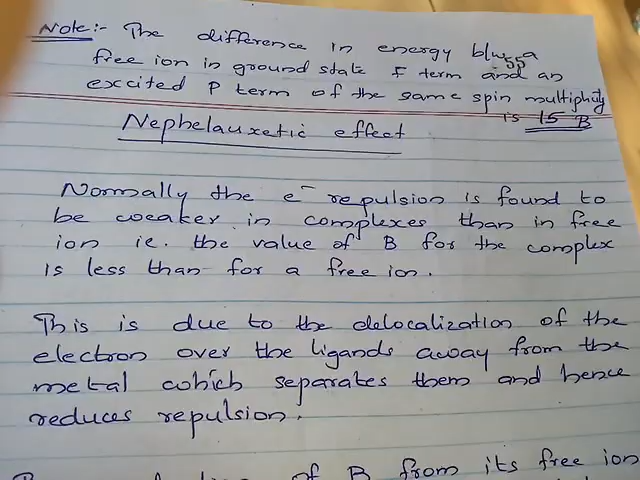 Note:- The difference in energy b/w a
free ion in ground state F term and an
excited P term of the same spin multiplicity
is 15 B
Nephelauxetic effect
Normally the e⁻ repulsion is found to
be weaker in complexes than in free
ion ie. the value of B for the complex
is less than for a free ion.
This is due to the delocalization of the
electron over the ligands away from the
metal which separates them and hence
reduces repulsion.
of B from its free ion